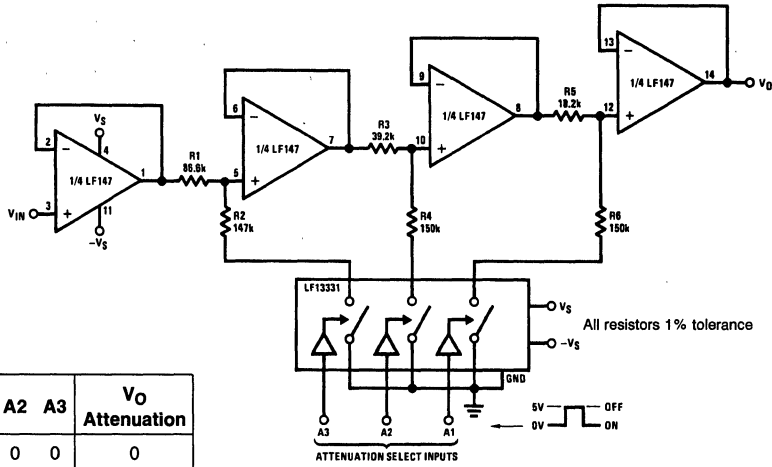 13
14
12
1/4 LF147
VO
9
8
10
1/4 LF147
R5
18.2k
6
7
5
1/4 LF147
R3
39.2k
VS
2
4
1
1/4 LF147
R1
86.6k
VIN
3
11
-VS
R2
147k
R4
150k
R6
150k
LF13331
VS
-VS
GND
All resistors 1% tolerance
A2 A3 VO Attenuation
0 0 0
A3 A2 A1
5V OFF
0V ON
ATTENUATION SELECT INPUTS